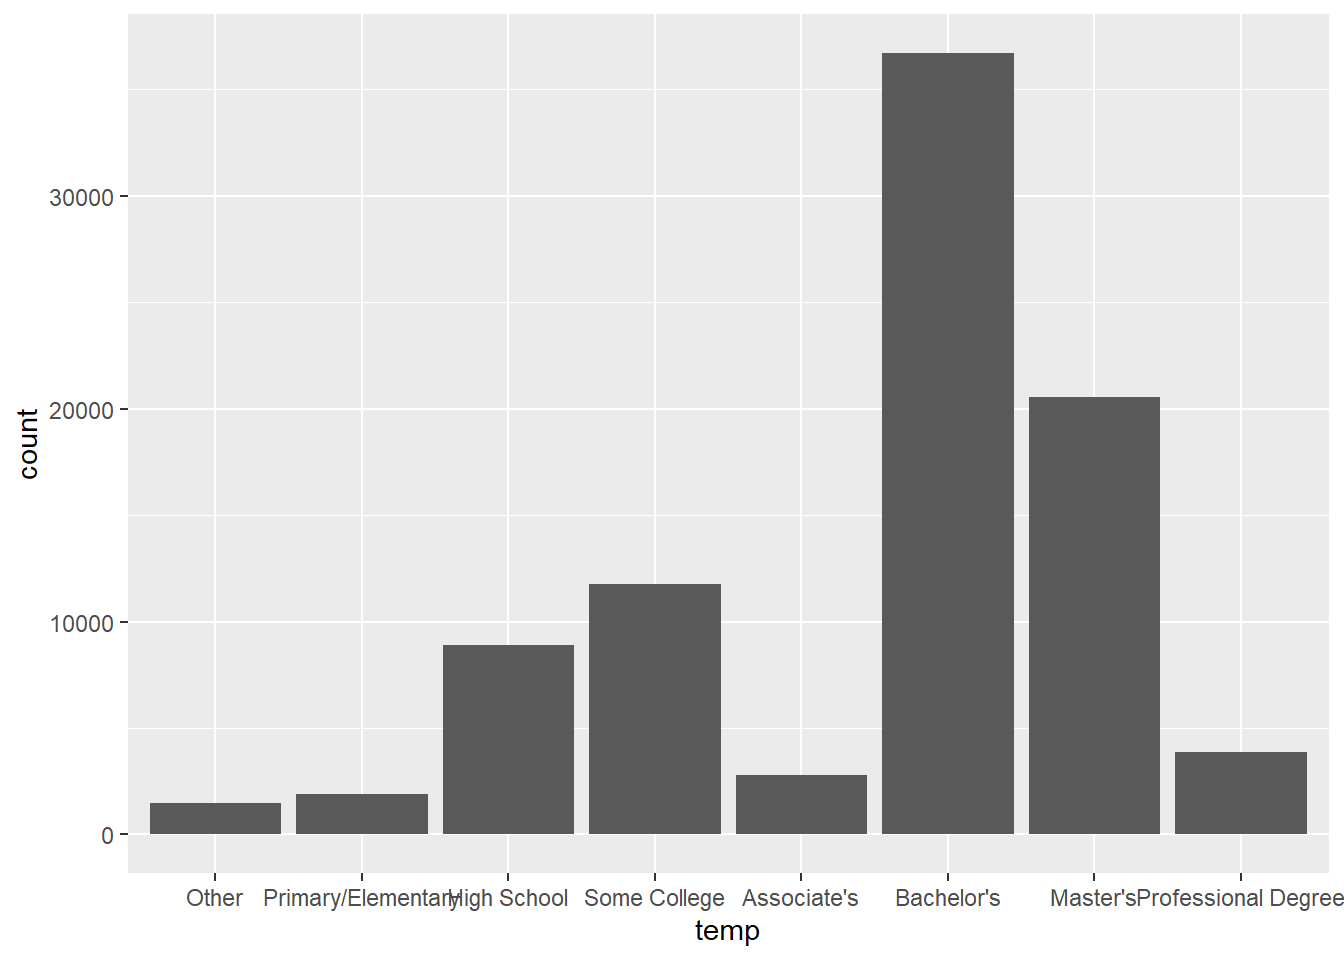 30000
20000
10000
0
count
Other Primary/Elementary High School Some College Associate's Bachelor's Master's Professional Degree
temp